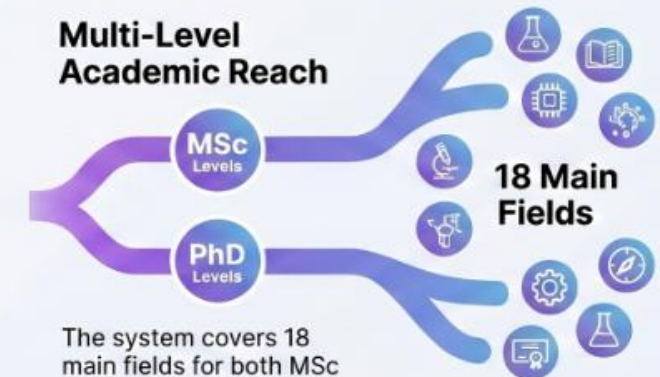 Multi-Level
Academic Reach
MSc
Levels
18 Main
Fields
PhD
Levels
The system covers 18
main fields for both MSc